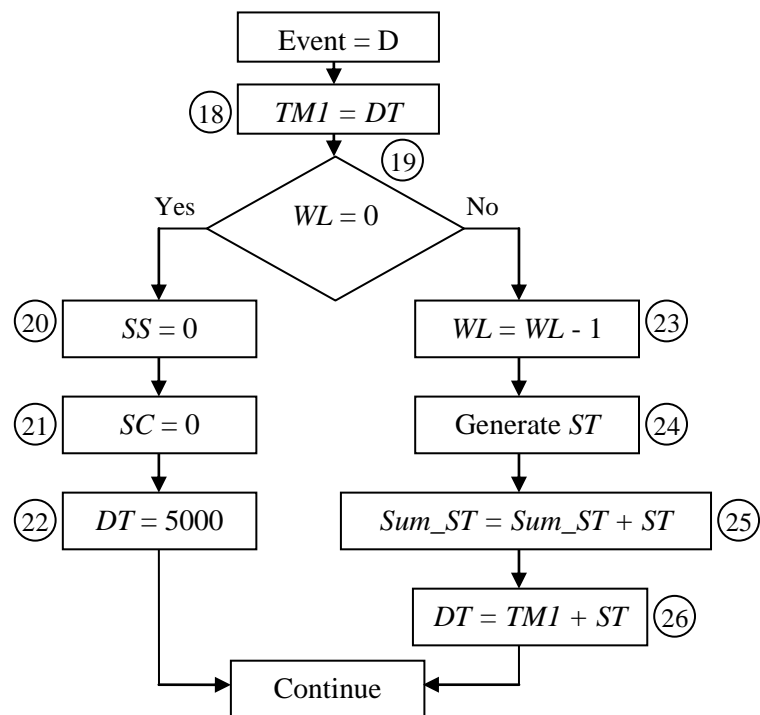 Event = D
18
TM1 = DT
19
WL = 0
Yes
No
20
SS = 0
WL = WL - 1
23
21
SC = 0
Generate ST
24
22
DT = 5000
Sum_ST = Sum_ST + ST
25
DT = TM1 + ST
26
Continue